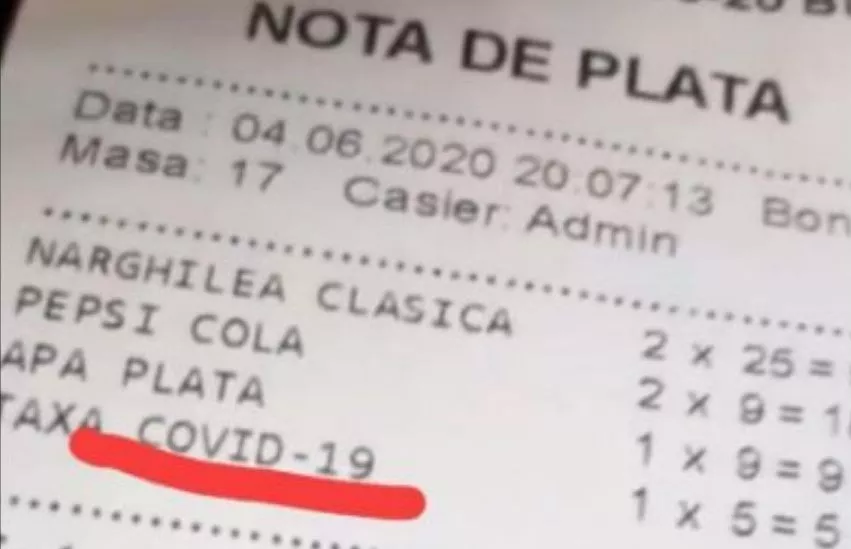 NOTA DE PLATA
Data : 04.06.2020 20:07:13 Bon
Masa: 17 Casier: Admin
NARGHILEA CLASICA 2 x 25 =
PEPSI COLA 2 x 9 = 1
APA PLATA 1 x 9 = 9
TAXA COVID-19 1 x 5 = 5